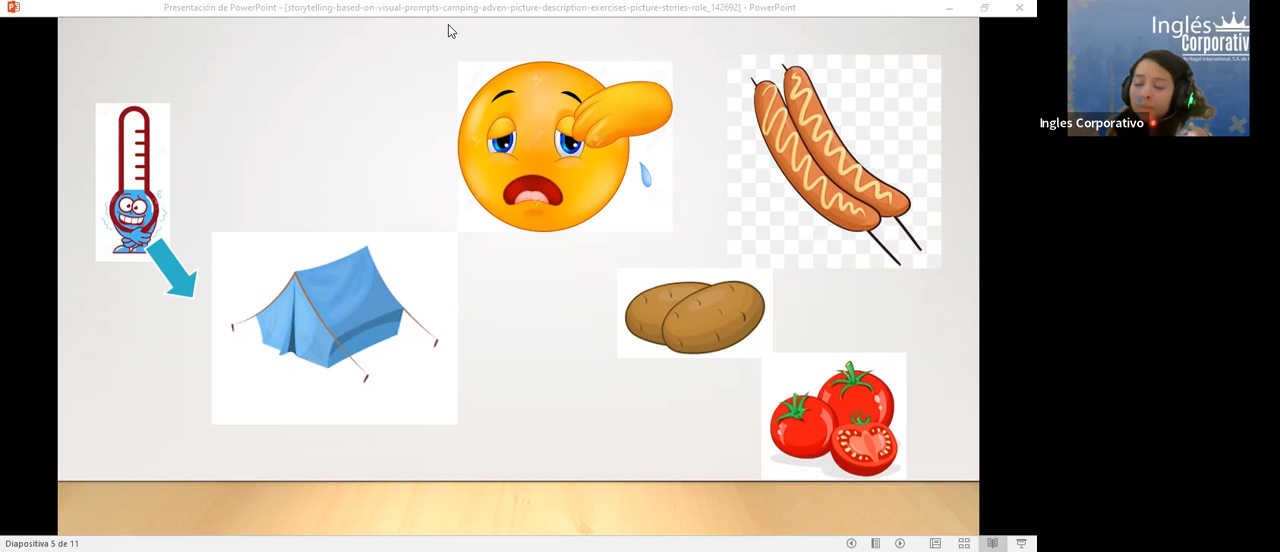 Presentación de PowerPoint - [storytelling-based-on-visual-prompts-camping-adven-picture-description-exercises-picture-stories-role_142692] - PowerPoint
Inglés
Corporativ
Ingles Corporativo
Diapositiva 5 de 11